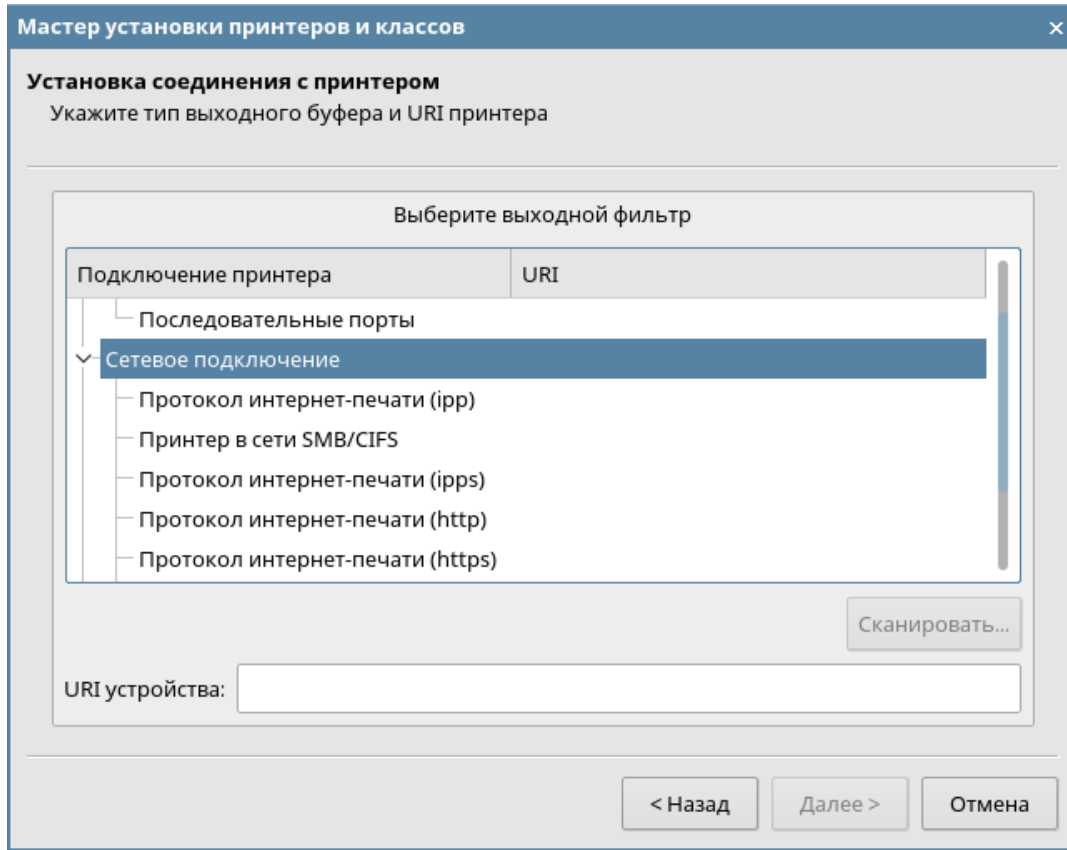 Мастер установки принтеров и классов
Установка соединения с принтером
Укажите тип выходного буфера и URI принтера
Выберите выходной фильтр
Подключение принтера URI
Последовательные порты
Сетевое подключение
Протокол интернет-печати (ipp)
Принтер в сети SMB/CIFS
Протокол интернет-печати (ipps)
Протокол интернет-печати (http)
Протокол интернет-печати (https)
Сканировать...
URI устройства:
< Назад Далее > Отмена